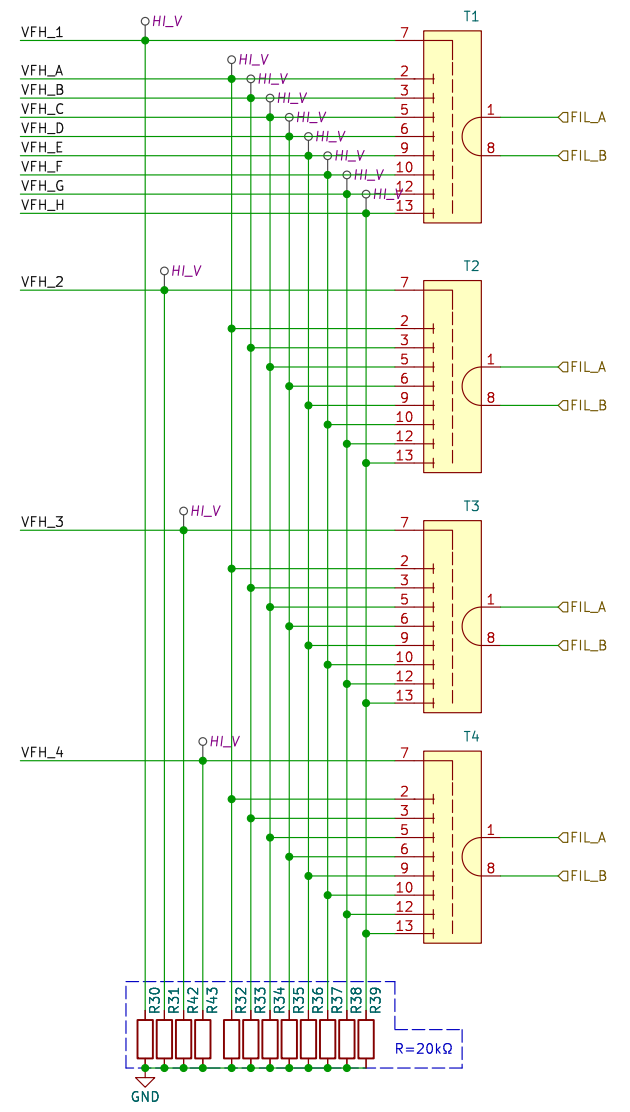 T1
HI_V
VFH_1
7
HI_V
VFH_A
2
HI_V
VFH_B
3
HI_V
VFH_C
5
1
FIL_A
HI_V
VFH_D
6
HI_V
VFH_E
9
8
FIL_B
HI_V
VFH_F
10
HI_V
VFH_G
12
HI_V
VFH_H
13
T2
HI_V
VFH_2
7
2
3
5
1
FIL_A
6
9
8
FIL_B
10
12
13
T3
HI_V
VFH_3
7
2
3
5
1
FIL_A
6
9
8
FIL_B
10
12
13
T4
HI_V
VFH_4
7
2
3
5
1
FIL_A
6
9
8
FIL_B
10
12
13
R30
R31
R42
R43
R32
R33
R34
R35
R36
R37
R38
R39
R=20kΩ
GND